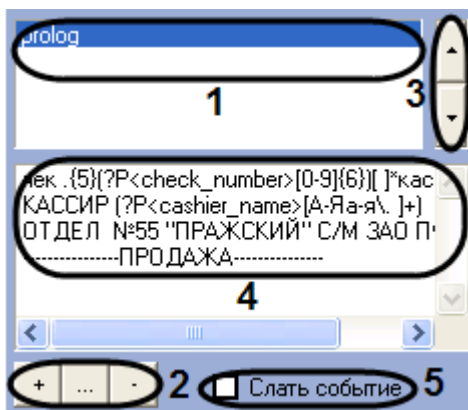 prolog
1
3
чек .{5}(?P<check_number>[0-9]{6})[ ]*кас
КАССИР (?P<cashier_name>[А-Яа-я\. ]+)
ОТДЕЛ №55 "ПРАЖСКИЙ" С/М ЗАО
---------------ПРОДАЖА---------------
4
+ ... - 2 Слать событие 5